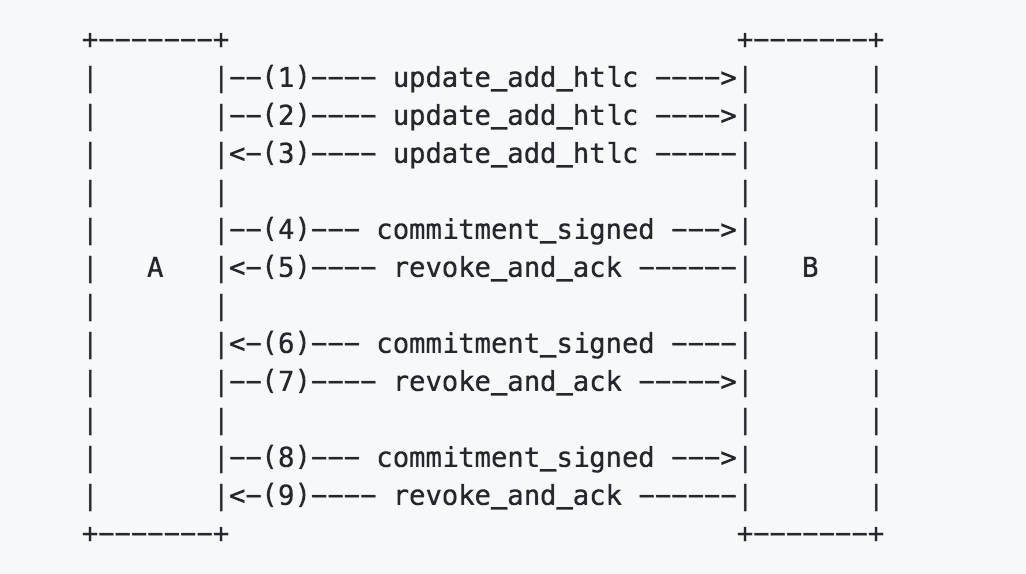 +-------+                               +-------+
|       |--(1)---- update_add_htlc ---->|       |
|       |--(2)---- update_add_htlc ---->|       |
|       |<-(3)---- update_add_htlc -----|       |
|       |                               |       |
|       |--(4)--- commitment_signed --->|       |
|   A   |<-(5)---- revoke_and_ack ------|   B   |
|       |                               |       |
|       |<-(6)--- commitment_signed ----|       |
|       |--(7)---- revoke_and_ack ----->|       |
|       |                               |       |
|       |--(8)--- commitment_signed --->|       |
|       |<-(9)---- revoke_and_ack ------|       |
+-------+                               +-------+